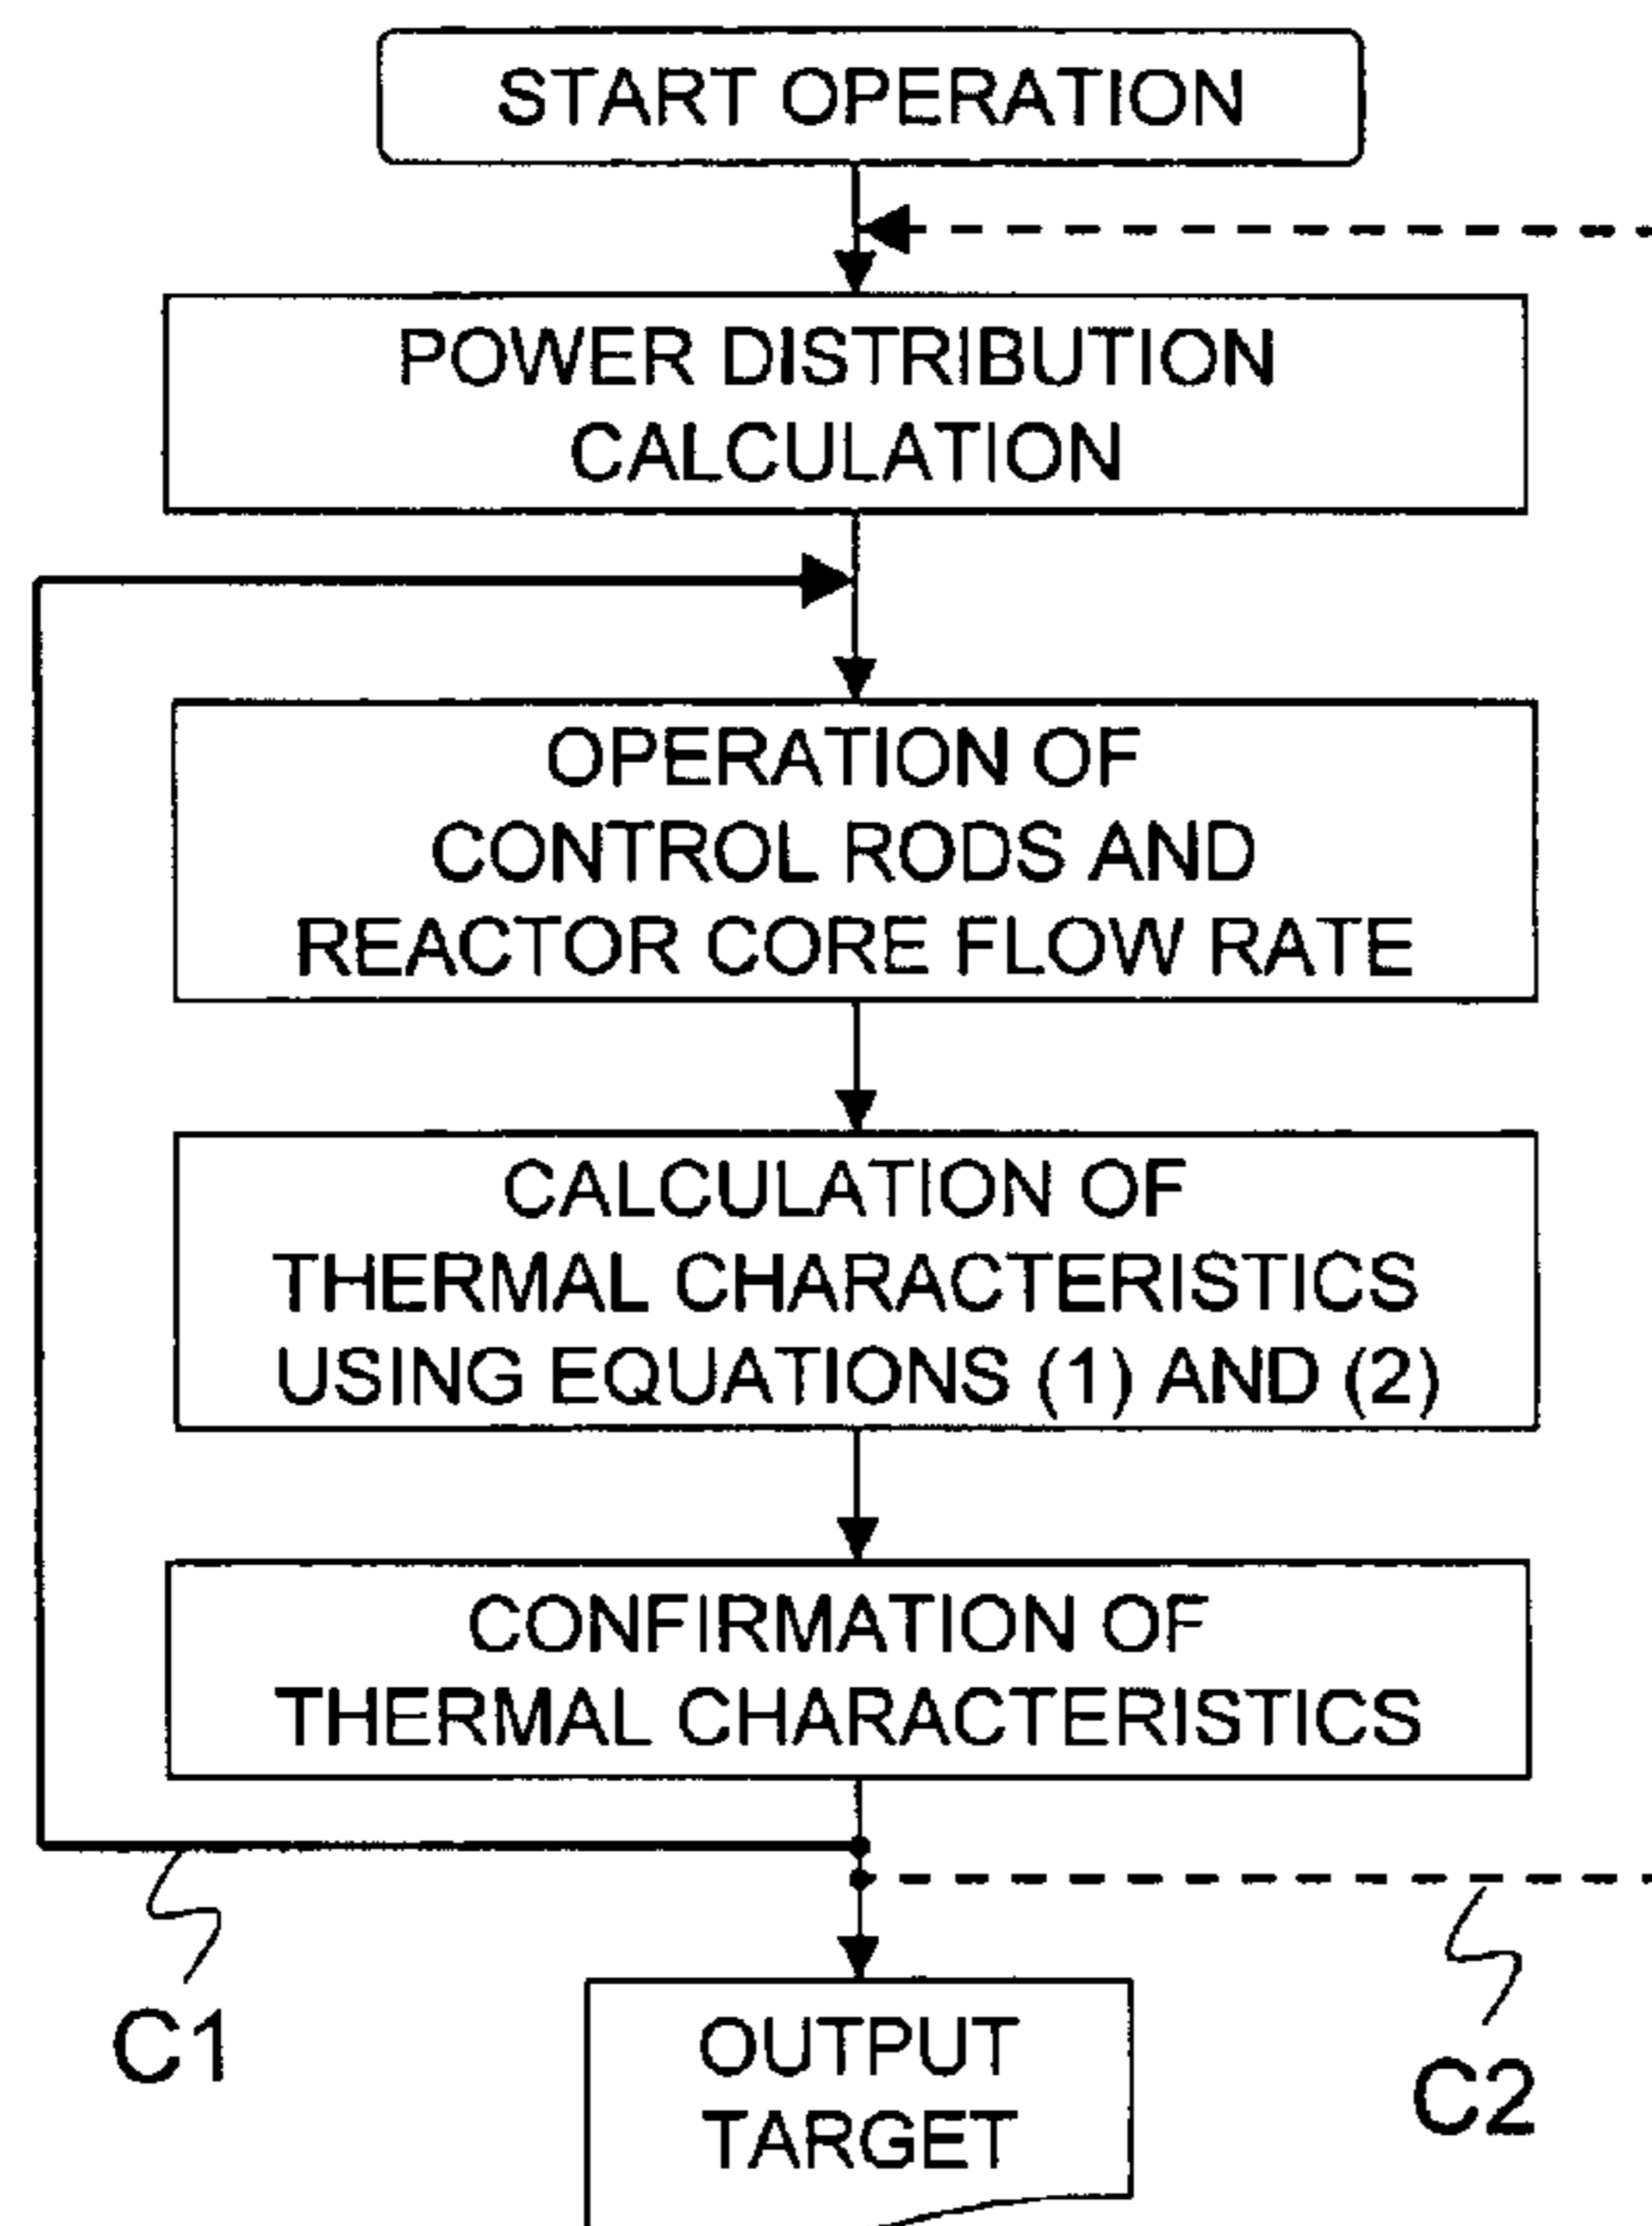 START OPERATION
POWER DISTRIBUTION
CALCULATION
OPERATION OF
CONTROL RODS AND
REACTOR CORE FLOW RATE
CALCULATION OF
THERMAL CHARACTERISTICS
USING EQUATIONS (1) AND (2)
CONFIRMATION OF
THERMAL CHARACTERISTICS
C1
OUTPUT
TARGET
C2